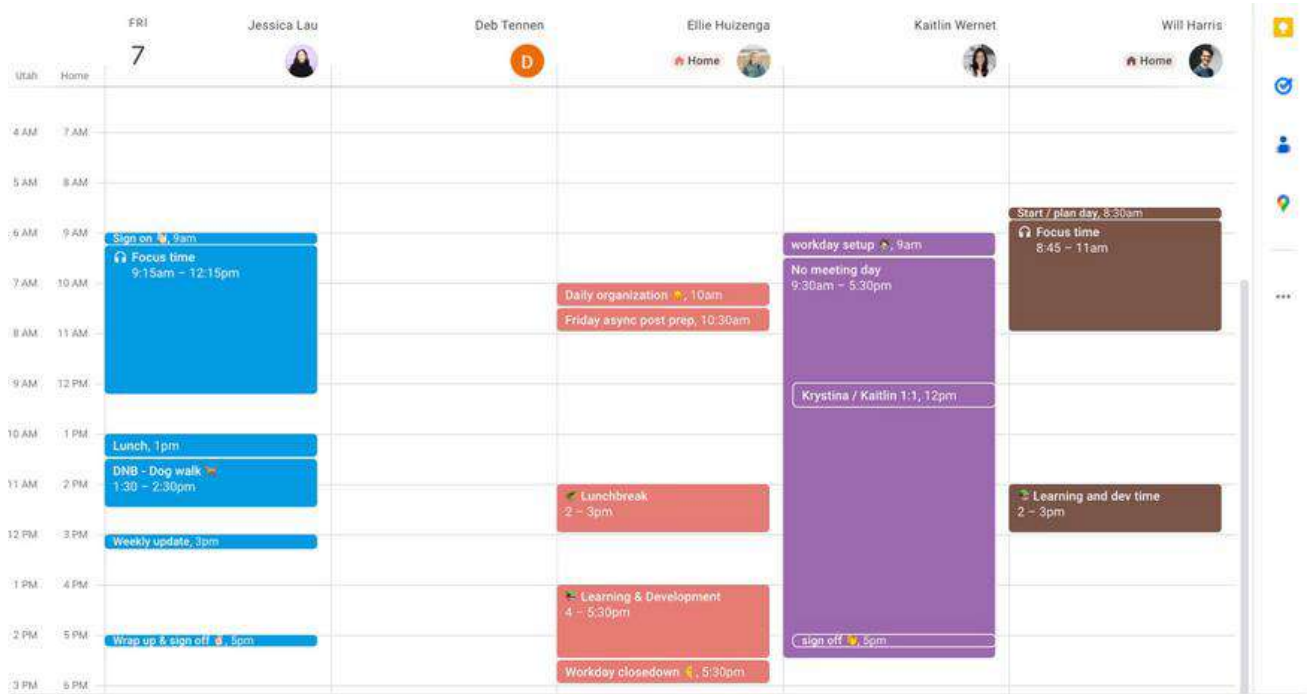 FRI
7
Jessica Lau
Deb Tennen
D
Ellie Huizenga
Home
Kaitlin Wernet
Will Harris
Home
Utah Home
4 AM 7 AM
5 AM 8 AM
6 AM 9 AM
7 AM 10 AM
8 AM 11 AM
9 AM 12 PM
10 AM 1 PM
11 AM 2 PM
12 PM 3 PM
1 PM 4 PM
2 PM 5 PM
3 PM 6 PM
Sign on 👋🏻, 9am
Focus time
9:15am – 12:15pm
Lunch, 1pm
DNB - Dog walk 🐕
1:30 – 2:30pm
Weekly update, 3pm
Wrap up & sign off ✌🏻, 5pm
Daily organization, 10am
Friday async post prep, 10:30am
Lunchbreak
2 – 3pm
Learning & Development
4 – 5:30pm
Workday closedown, 5:30pm
workday setup, 9am
No meeting day
9:30am – 5:30pm
Krystina / Kaitlin 1:1, 12pm
sign off 👏, 5pm
Start / plan day, 8:30am
Focus time
8:45 – 11am
Learning and dev time
2 – 3pm